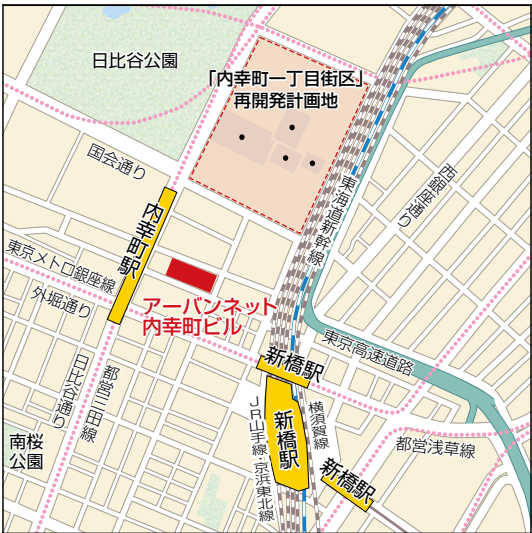 日比谷公園
「内幸町一丁目街区」
再開発計画地
国会通り
西銀座通り
東海道新幹線
内幸町駅
東京メトロ銀座線
外堀通り
アーバンネット
内幸町ビル
東京高速道路
新橋駅
日比谷通り
都営三田線
新橋駅
JR山手線・京浜東北線
横須賀線
新橋駅
都営浅草線
南桜
公園